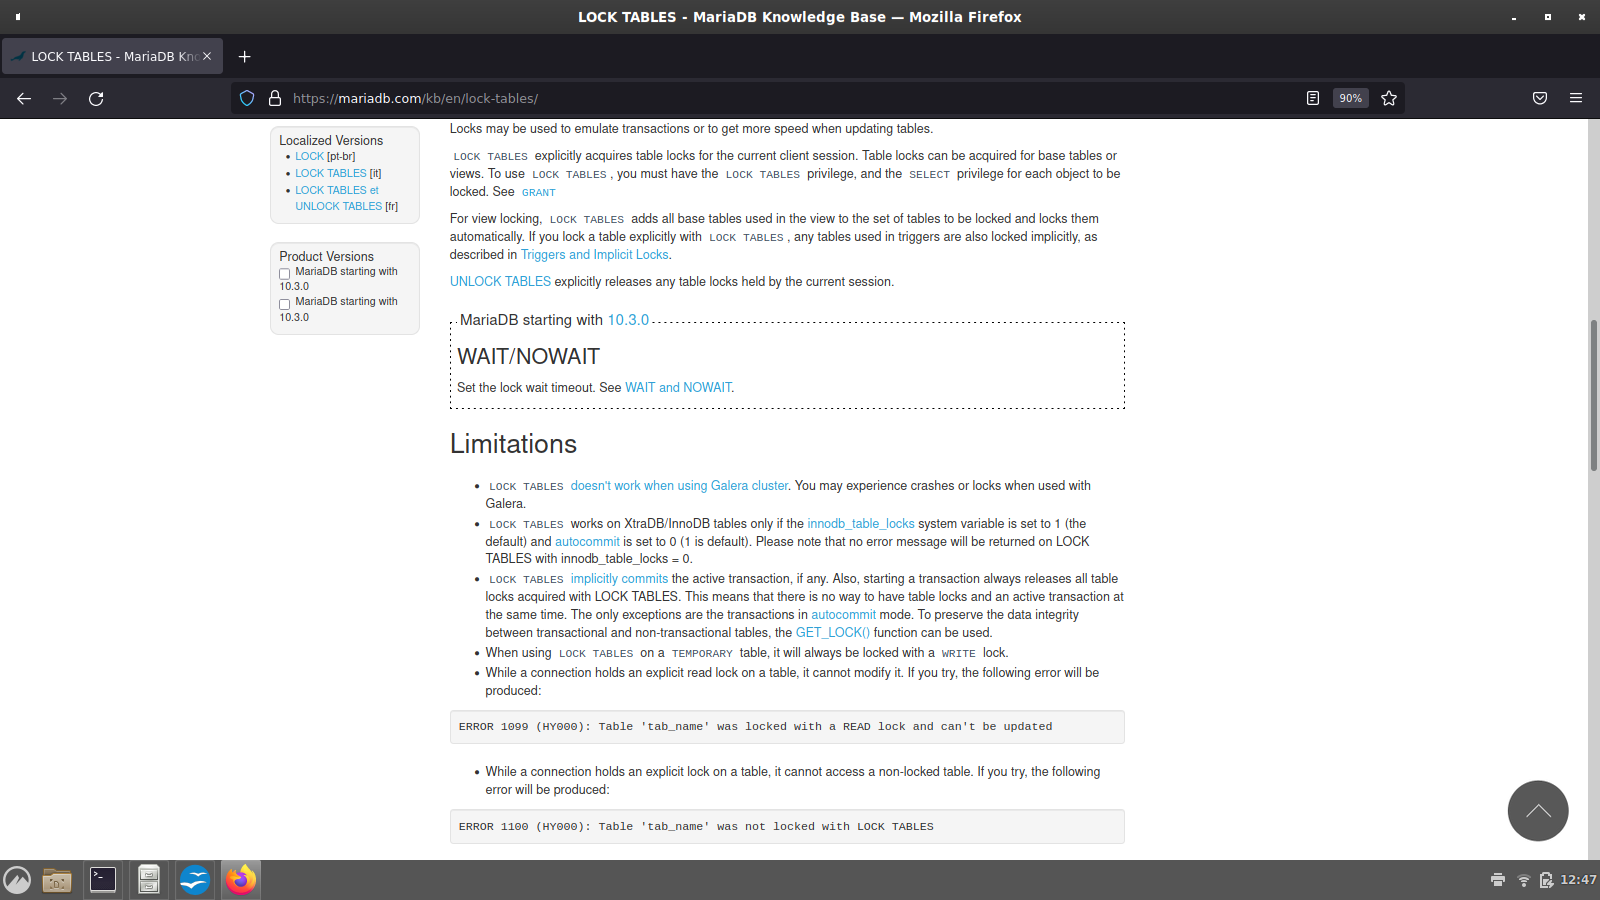 LOCK TABLES - MariaDB Knowledge Base — Mozilla Firefox
LOCK TABLES - MariaDB Kno
https://mariadb.com/kb/en/lock-tables/
90%
Localized Versions
LOCK [pt-br]
LOCK TABLES [it]
LOCK TABLES et
UNLOCK TABLES [fr]
Product Versions
MariaDB starting with
10.3.0
MariaDB starting with
10.3.0
Locks may be used to emulate transactions or to get more speed when updating tables.
LOCK TABLES explicitly acquires table locks for the current client session. Table locks can be acquired for base tables or
views. To use LOCK TABLES, you must have the LOCK TABLES privilege, and the SELECT privilege for each object to be
locked. See GRANT
For view locking, LOCK TABLES adds all base tables used in the view to the set of tables to be locked and locks them
automatically. If you lock a table explicitly with LOCK TABLES, any tables used in triggers are also locked implicitly, as
described in Triggers and Implicit Locks.
UNLOCK TABLES explicitly releases any table locks held by the current session.
MariaDB starting with 10.3.0
WAIT/NOWAIT
Set the lock wait timeout. See WAIT and NOWAIT.
Limitations
LOCK TABLES doesn't work when using Galera cluster. You may experience crashes or locks when used with
Galera.
LOCK TABLES works on XtraDB/InnoDB tables only if the innodb_table_locks system variable is set to 1 (the
default) and autocommit is set to 0 (1 is default). Please note that no error message will be returned on LOCK
TABLES with innodb_table_locks = 0.
LOCK TABLES implicitly commits the active transaction, if any. Also, starting a transaction always releases all table
locks acquired with LOCK TABLES. This means that there is no way to have table locks and an active transaction at
the same time. The only exceptions are the transactions in autocommit mode. To preserve the data integrity
between transactional and non-transactional tables, the GET_LOCK() function can be used.
When using LOCK TABLES on a TEMPORARY table, it will always be locked with a WRITE lock.
While a connection holds an explicit read lock on a table, it cannot modify it. If you try, the following error will be
produced:
ERROR 1099 (HY000): Table 'tab_name' was locked with a READ lock and can't be updated
While a connection holds an explicit lock on a table, it cannot access a non-locked table. If you try, the following
error will be produced:
ERROR 1100 (HY000): Table 'tab_name' was not locked with LOCK TABLES
12:47